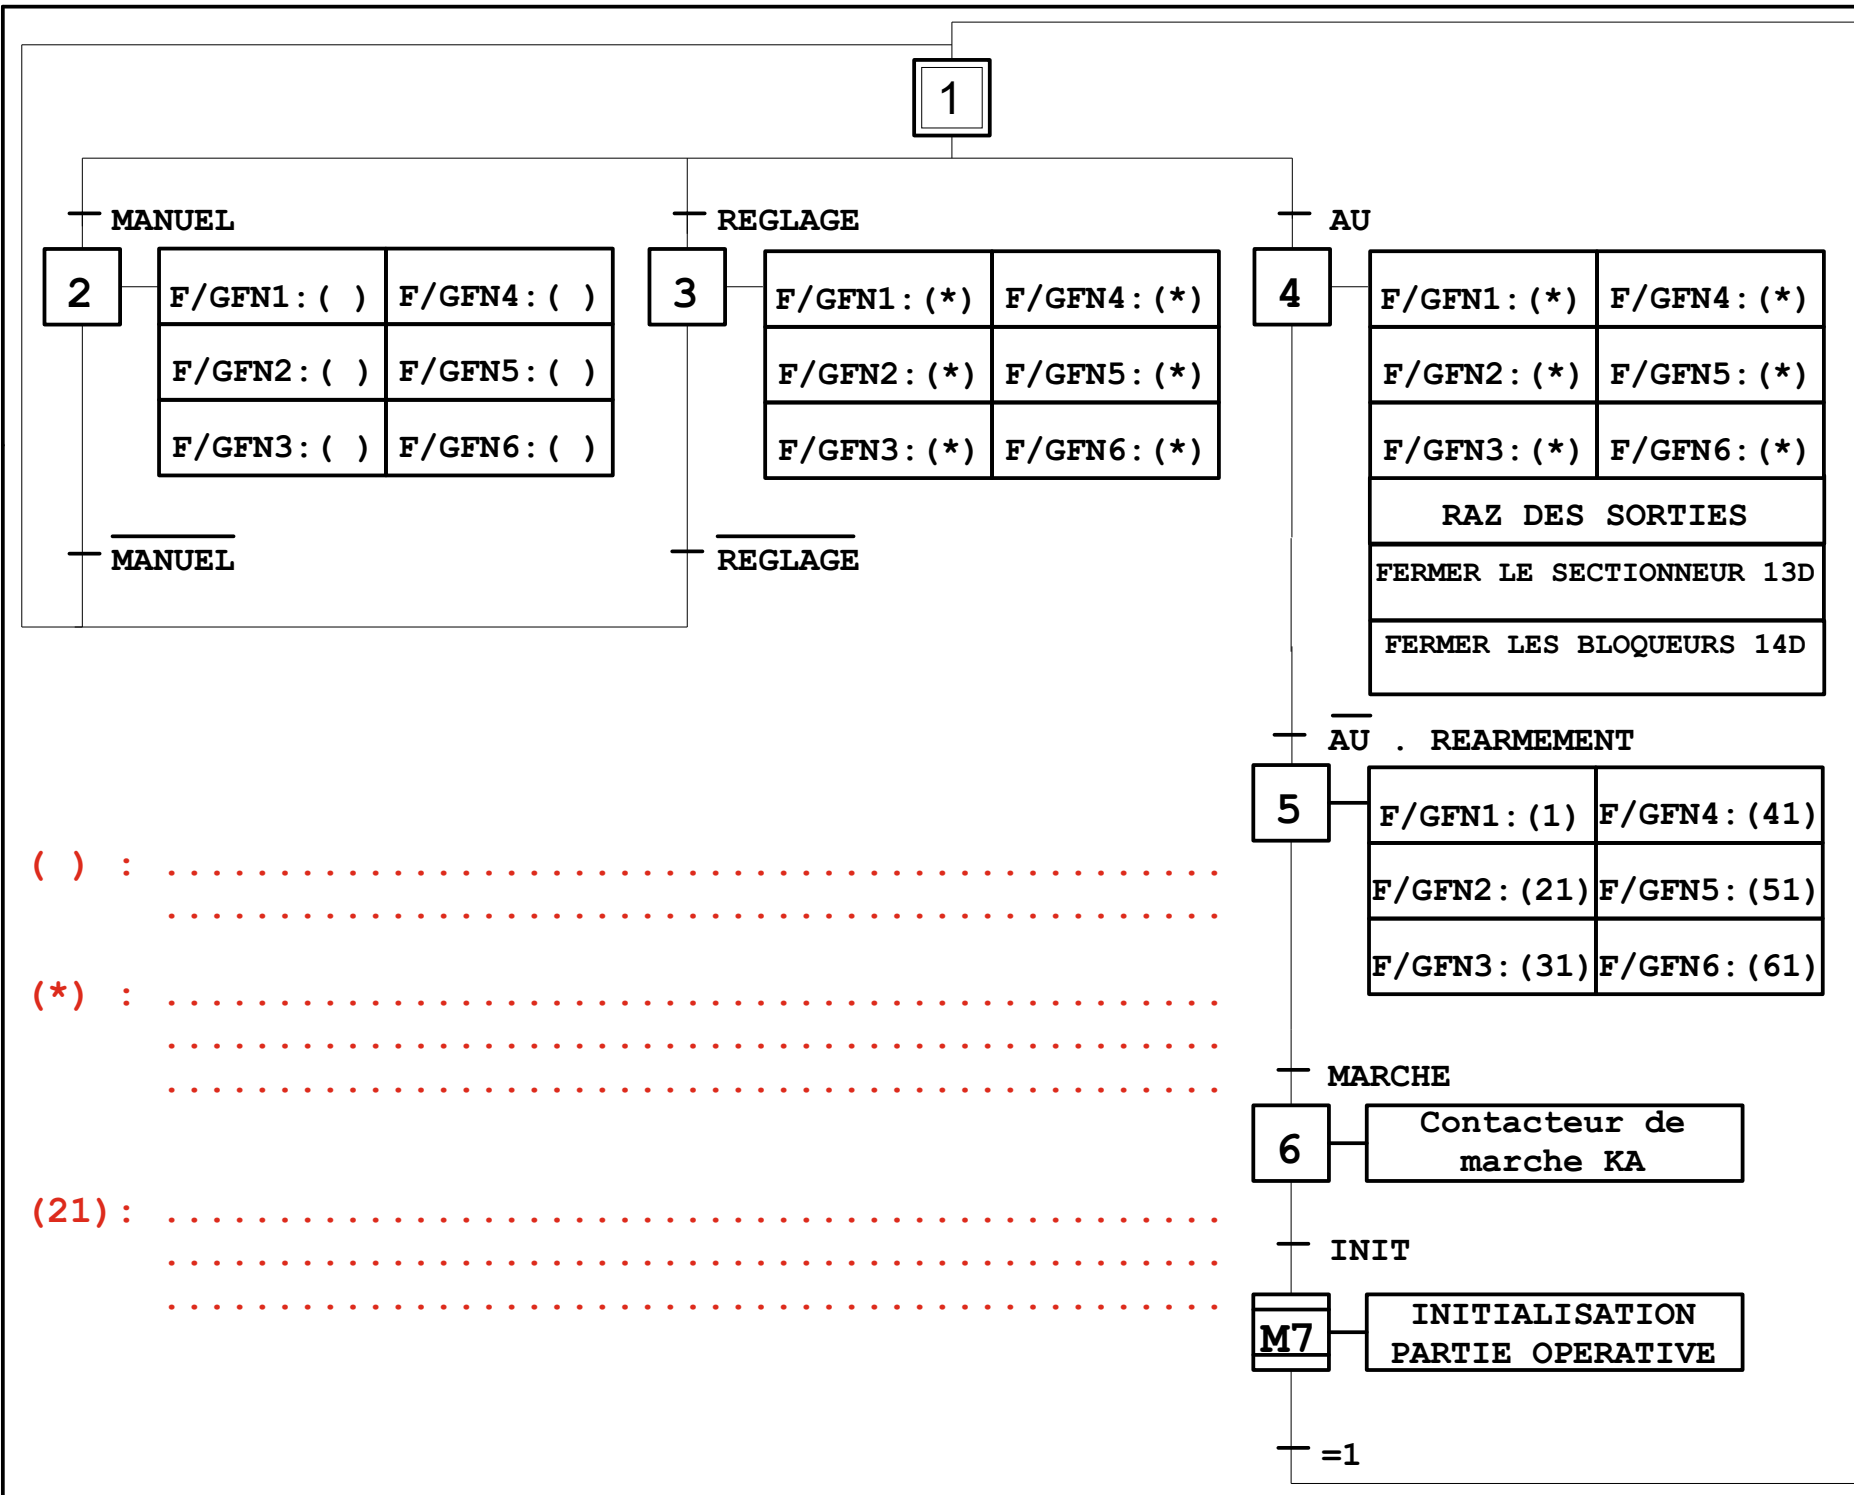 1
MANUEL
REGLAGE
AU
2
F/GFN1:( ) F/GFN4:( )
F/GFN2:( ) F/GFN5:( )
F/GFN3:( ) F/GFN6:( )
3
F/GFN1:(*) F/GFN4:(*)
F/GFN2:(*) F/GFN5:(*)
F/GFN3:(*) F/GFN6:(*)
4
F/GFN1:(*) F/GFN4:(*)
F/GFN2:(*) F/GFN5:(*)
F/GFN3:(*) F/GFN6:(*)
RAZ DES SORTIES
FERMER LE SECTIONNEUR 13D
FERMER LES BLOQUEURS 14D
M̅A̅N̅U̅E̅L̅
R̅E̅G̅L̅A̅G̅E̅
A̅U̅ . REARMEMENT
5
F/GFN1:(1) F/GFN4:(41)
F/GFN2:(21) F/GFN5:(51)
F/GFN3:(31) F/GFN6:(61)
( ) : ...............................................
...............................................
(*) : ...............................................
...............................................
...............................................
MARCHE
6
Contacteur de
marche KA
(21): ...............................................
...............................................
...............................................
INIT
M7
INITIALISATION
PARTIE OPERATIVE
=1